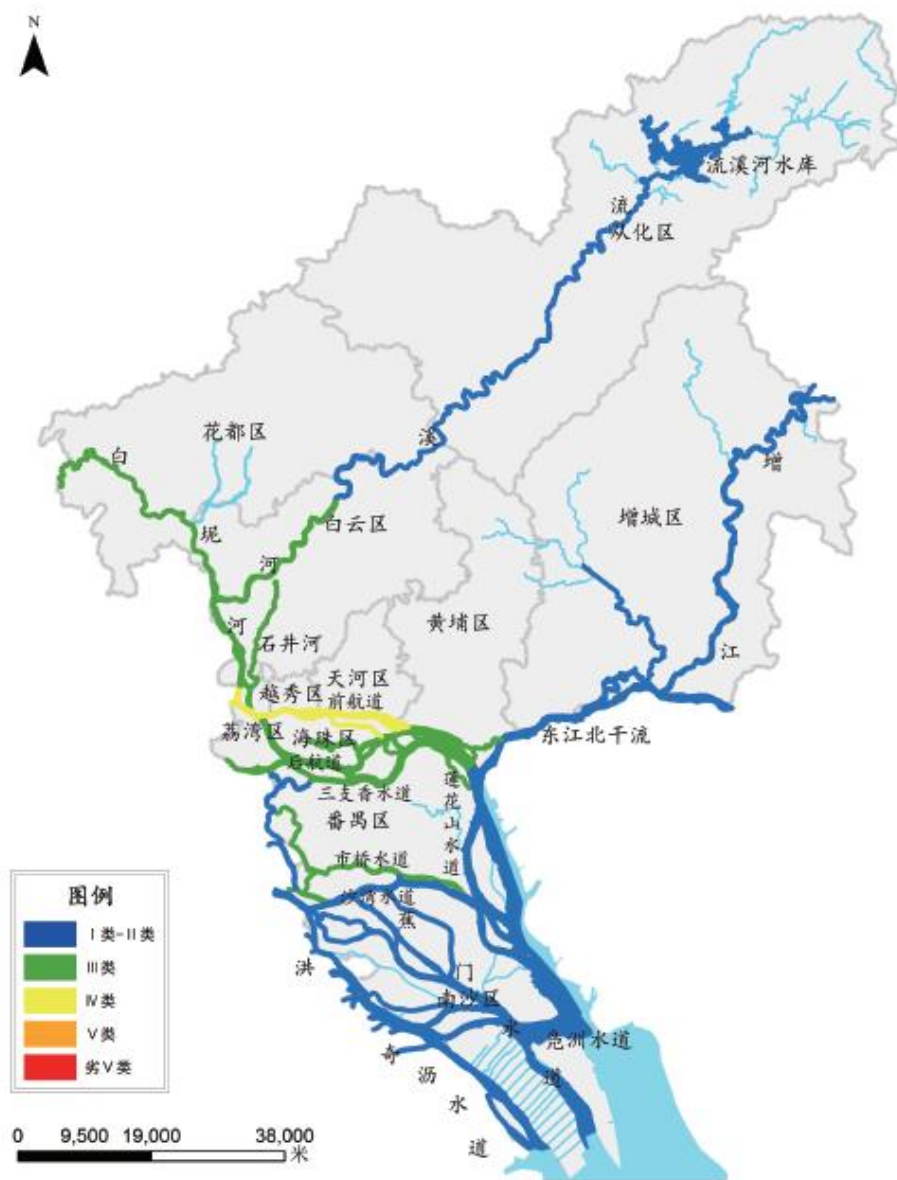 N
流溪河水库
流
从化区
花都区
溪
白
增
白云区
增城区
坭
河
黄埔区
河
石井河
江
天河区
越秀区
前航道
荔湾区
海珠区
东江北干流
后航道
莲花山水道
三支香水道
番禺区
市桥水道
沙湾水道
蕉
洪
门
南沙区
水
凫洲水道
奇
道
沥
水
道
图例
I类-II类
III类
IV类
V类
劣V类
0 9,500 19,000 38,000
米